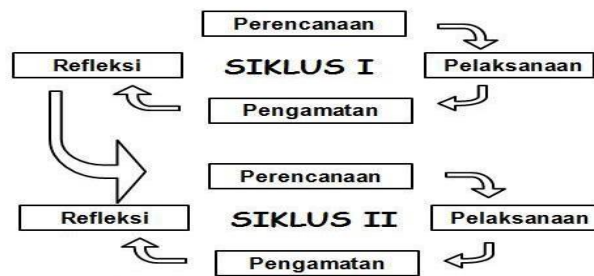 Perencanaan
Refleksi
SIKLUS I
Pelaksanaan
Pengamatan
Perencanaan
Refleksi
SIKLUS II
Pelaksanaan
Pengamatan